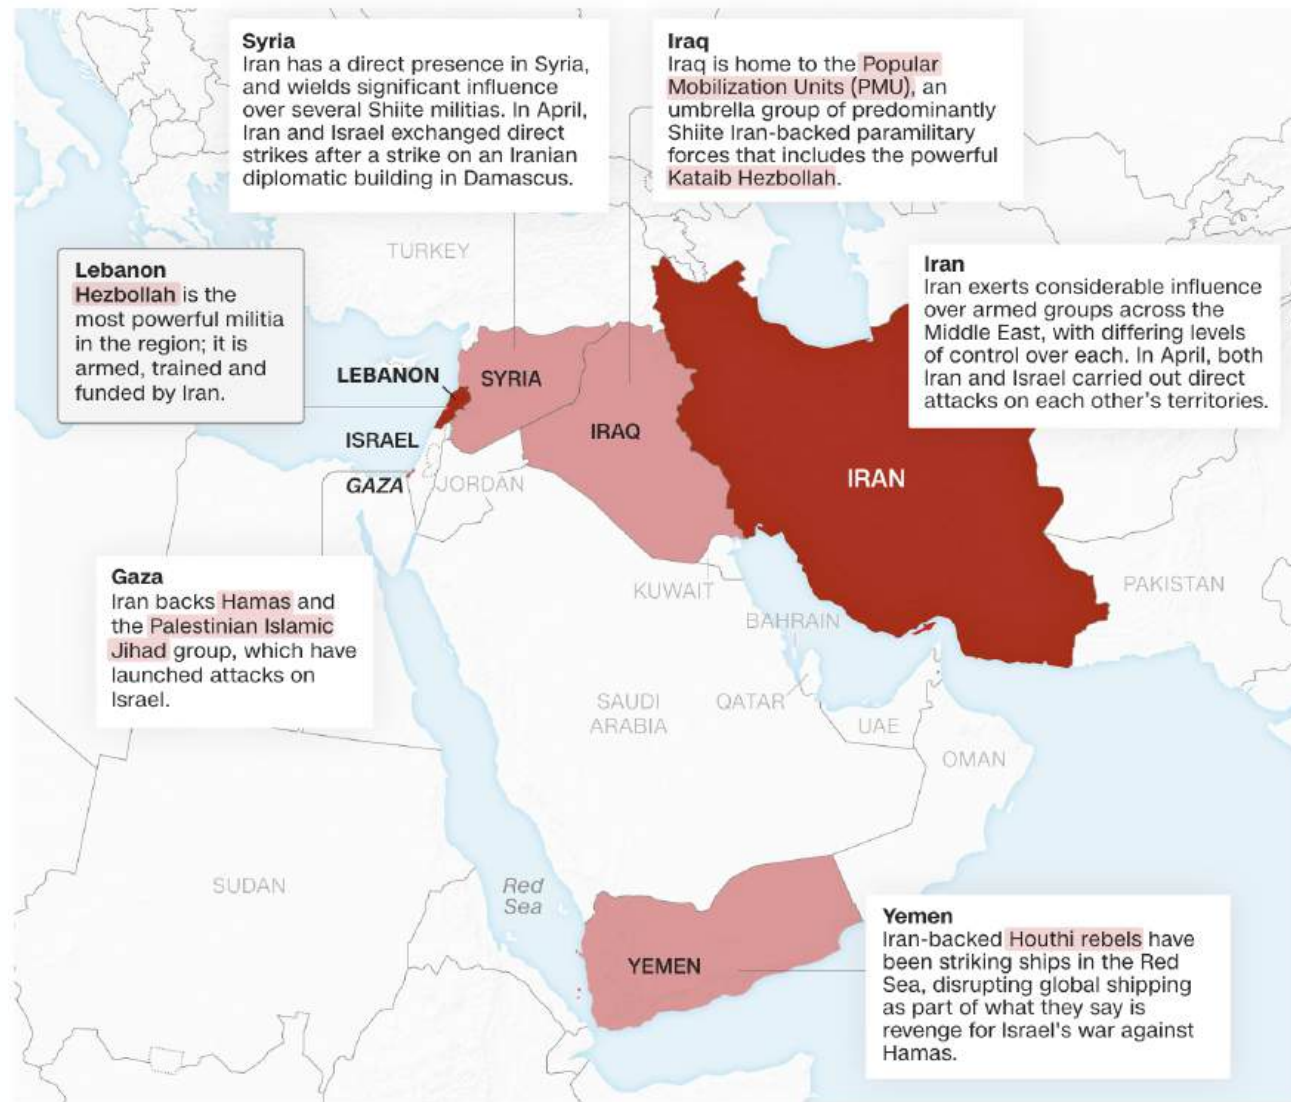 Syria
Iran has a direct presence in Syria,
and wields significant influence
over several Shiite militias. In April,
Iran and Israel exchanged direct
strikes after a strike on an Iranian
diplomatic building in Damascus.
Iraq
Iraq is home to the Popular
Mobilization Units (PMU), an
umbrella group of predominantly
Shiite Iran-backed paramilitary
forces that includes the powerful
Kataib Hezbollah.
TURKEY
Lebanon
Hezbollah is the
most powerful militia
in the region; it is
armed, trained and
funded by Iran.
Iran
Iran exerts considerable influence
over armed groups across the
Middle East, with differing levels
of control over each. In April, both
Iran and Israel carried out direct
attacks on each other's territories.
LEBANON
SYRIA
ISRAEL
IRAQ
IRAN
GAZA
JORDAN
Gaza
Iran backs Hamas and
the Palestinian Islamic
Jihad group, which have
launched attacks on
Israel.
KUWAIT
PAKISTAN
BAHRAIN
SAUDI
ARABIA
QATAR
UAE
OMAN
SUDAN
Red
Sea
YEMEN
Yemen
Iran-backed Houthi rebels have
been striking ships in the Red
Sea, disrupting global shipping
as part of what they say is
revenge for Israel's war against
Hamas.